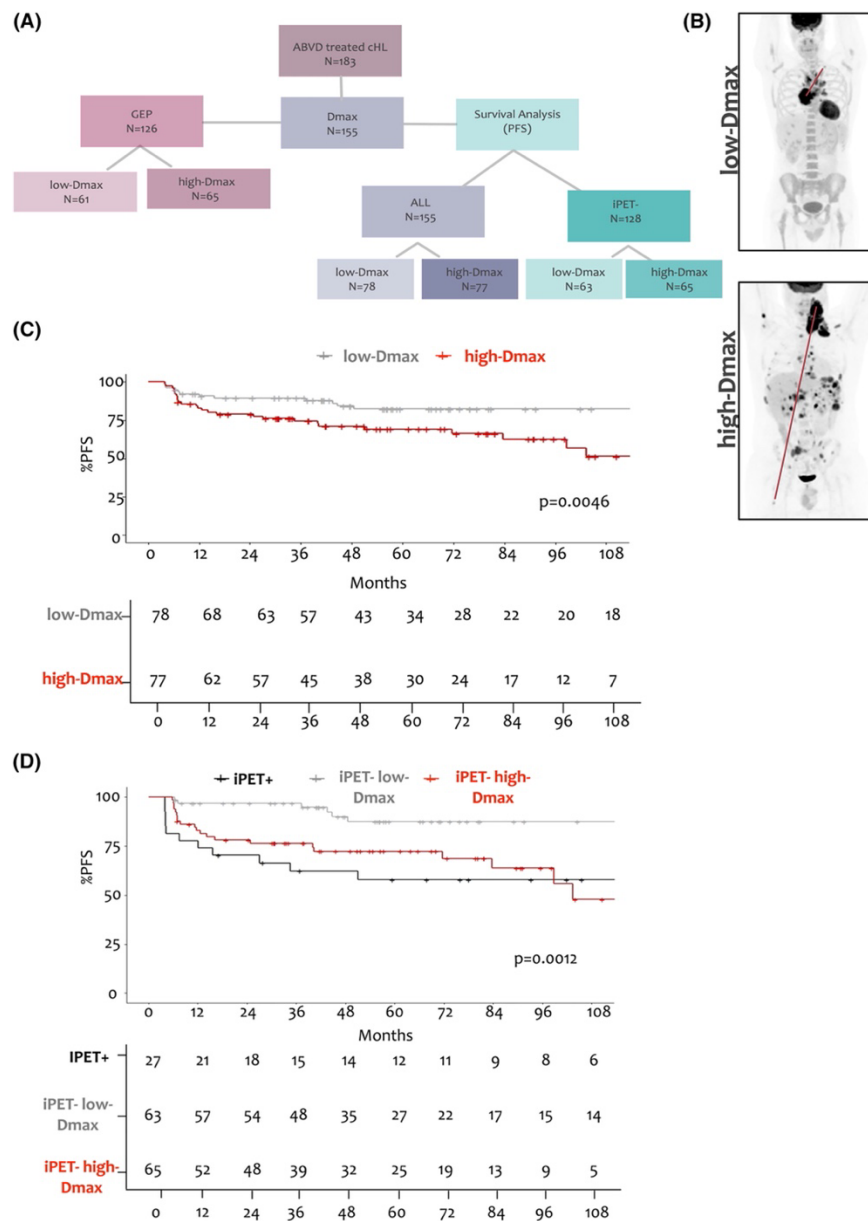 (A)
ABVD treated cHL
N=183
GEP
N=126
Dmax
N=155
Survival Analysis
(PFS)
low-Dmax
N=61
high-Dmax
N=65
ALL
N=155
iPET-
N=128
low-Dmax
N=78
high-Dmax
N=77
low-Dmax
N=63
high-Dmax
N=65
(B)
low-Dmax
high-Dmax
(C)
low-Dmax high-Dmax
100
75
50
25
0
%PFS
p=0.0046
0 12 24 36 48 60 72 84 96 108
Months
low-Dmax 78 68 63 57 43 34 28 22 20 18
high-Dmax 77 62 57 45 38 30 24 17 12 7
0 12 24 36 48 60 72 84 96 108
(D)
iPET+ iPET- low-Dmax iPET- high-Dmax
100
75
50
25
0
%PFS
p=0.0012
0 12 24 36 48 60 72 84 96 108
Months
IPET+ 27 21 18 15 14 12 11 9 8 6
iPET- low-Dmax 63 57 54 48 35 27 22 17 15 14
iPET- high-Dmax 65 52 48 39 32 25 19 13 9 5
0 12 24 36 48 60 72 84 96 108